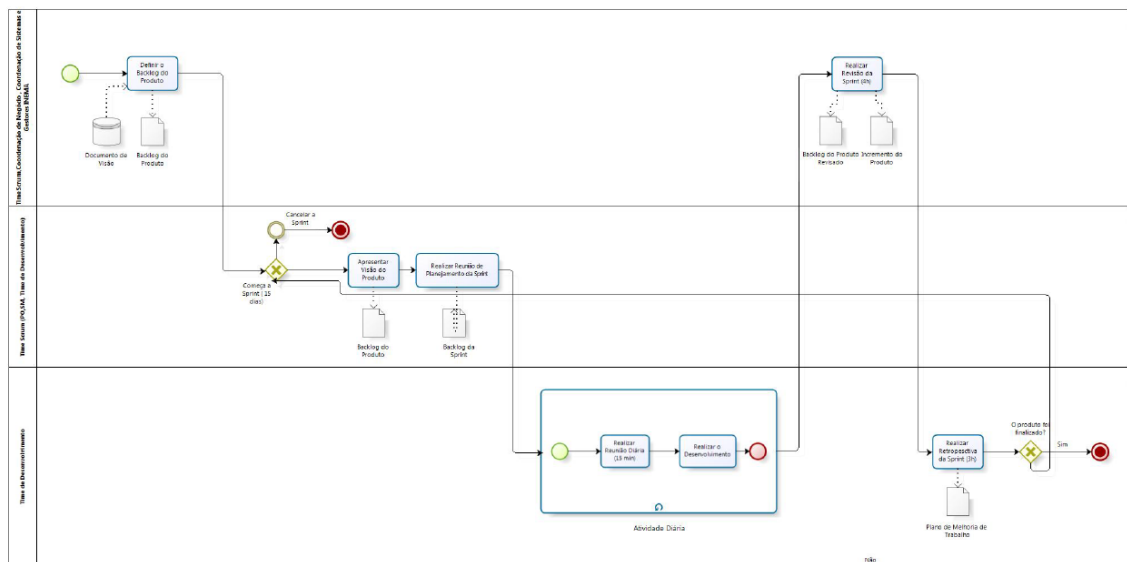 Time Scrum, Coordenação de Negócio , Coordenação de Sistemas e
Gestores
Definir o
Backlog do
Produto
Documento de
Visão
Backlog do
Produto
Realizar
Revisão da
Sprint (4h)
Backlog do Produto
Revisado
Incremento do
Produto
Time Scrum (PO,SM, Time de Desenvolvimento)
Cancelar a
Sprint
Começa a
Sprint (15
dias)
Apresentar
Visão do
Produto
Realizar Reunião de
Planejamento da Sprint
Backlog do
Produto
Backlog da
Sprint
Time de Desenvolvimento
Realizar
Reunião Diária
(15 min)
Realizar o
Desenvolvimento
Atividade Diária
Realizar
Retrospectiva
da Sprint (3h)
O produto foi
finalizado?
Sim
Plano de Melhoria de
Trabalho
Não